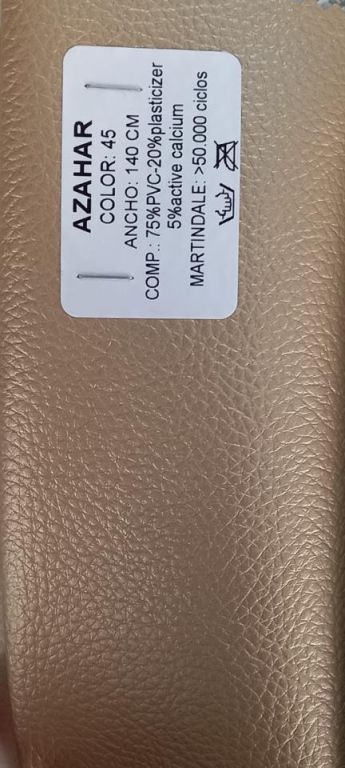 AZAHAR
COLOR: 45
ANCHO: 140 CM
COMP.: 75%PVC-20%plasticizer
5%active calcium
MARTINDALE: >50.000 ciclos